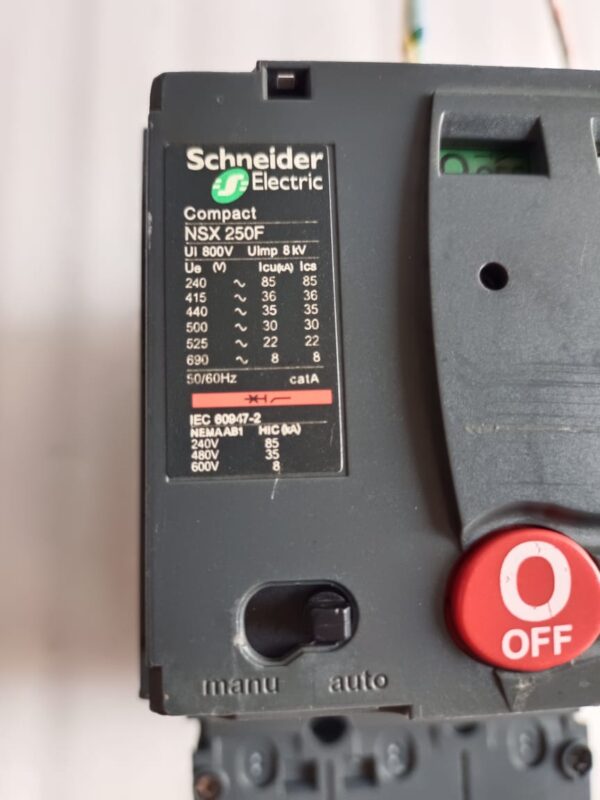 Schneider
Electric
Compact
NSX 250F
Ui 800V Uimp 8 kV
Ue (V) Icu(kA) Ics
240 ~ 85 85
415 ~ 36 36
440 ~ 35 35
500 ~ 30 30
525 ~ 22 22
690 ~ 8 8
50/60Hz catA
IEC 60947-2
NEMA AB1 HIC (kA)
240V 85
480V 35
600V 8
O
OFF
manu auto